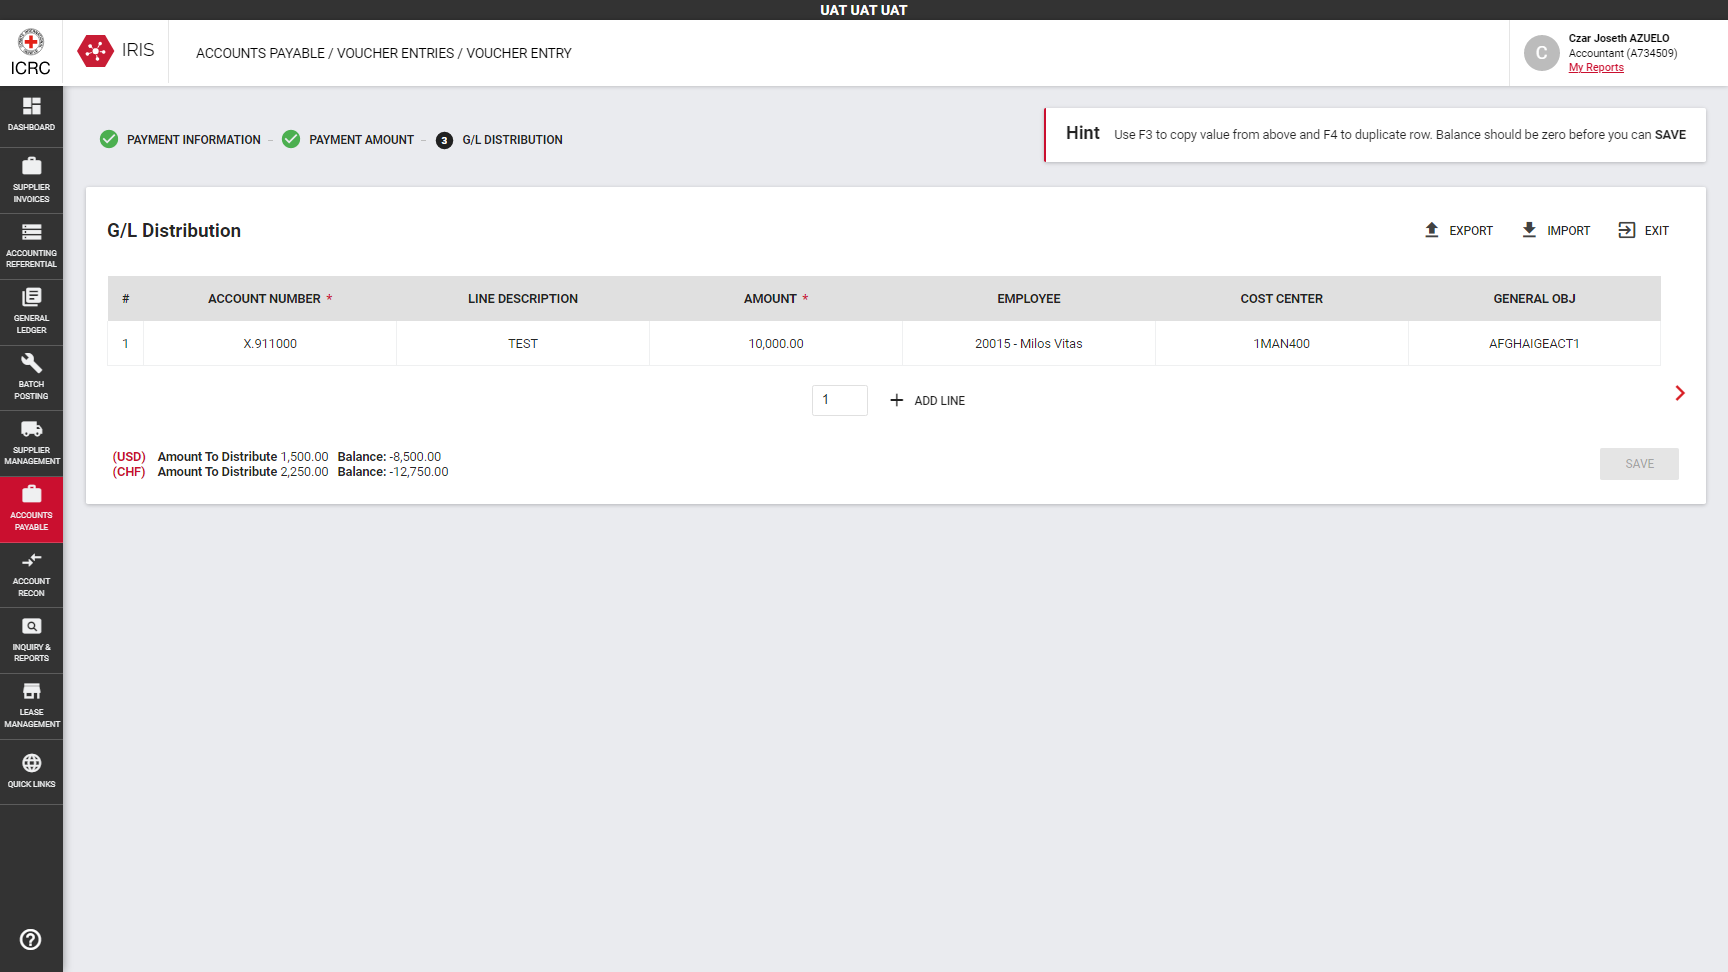 UAT UAT UAT
ICRC
IRIS
ACCOUNTS PAYABLE / VOUCHER ENTRIES / VOUCHER ENTRY
C
Czar Joseth AZUELO
Accountant (A734509)
My Reports
DASHBOARD
SUPPLIER
INVOICES
ACCOUNTING
REFERENTIAL
GENERAL
LEDGER
BATCH
POSTING
SUPPLIER
MANAGEMENT
ACCOUNTS
PAYABLE
ACCOUNT
RECON
INQUIRY &
REPORTS
LEASE
MANAGEMENT
QUICK LINKS
PAYMENT INFORMATION – PAYMENT AMOUNT – 3 G/L DISTRIBUTION
Hint Use F3 to copy value from above and F4 to duplicate row. Balance should be zero before you can SAVE
G/L Distribution
EXPORT IMPORT EXIT
# ACCOUNT NUMBER * LINE DESCRIPTION AMOUNT * EMPLOYEE COST CENTER GENERAL OBJ
1 X.911000 TEST 10,000.00 20015 - Milos Vitas 1MAN400 AFGHAIGEACT1
1 + ADD LINE
(USD) Amount To Distribute 1,500.00 Balance: -8,500.00
(CHF) Amount To Distribute 2,250.00 Balance: -12,750.00
SAVE